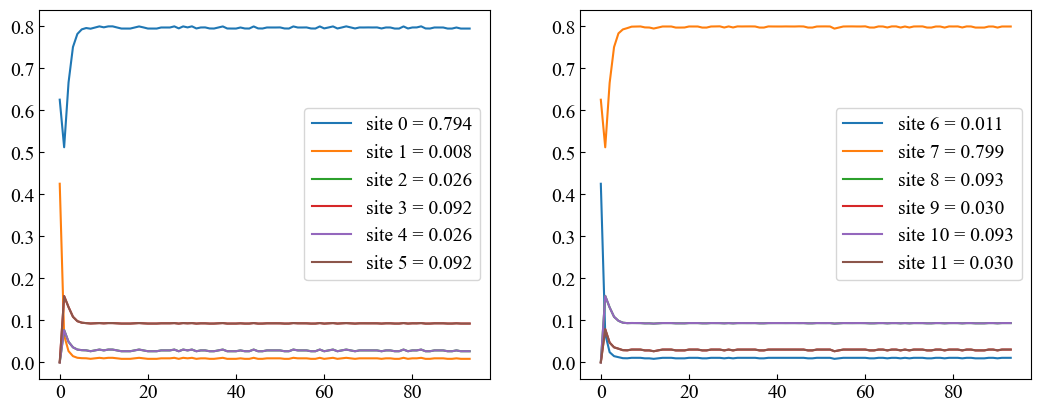 0.8
0.7
0.6
0.5
0.4
0.3
0.2
0.1
0.0
0 20 40 60 80
site 0 = 0.794
site 1 = 0.008
site 2 = 0.026
site 3 = 0.092
site 4 = 0.026
site 5 = 0.092
0.8
0.7
0.6
0.5
0.4
0.3
0.2
0.1
0.0
0 20 40 60 80
site 6 = 0.011
site 7 = 0.799
site 8 = 0.093
site 9 = 0.030
site 10 = 0.093
site 11 = 0.030